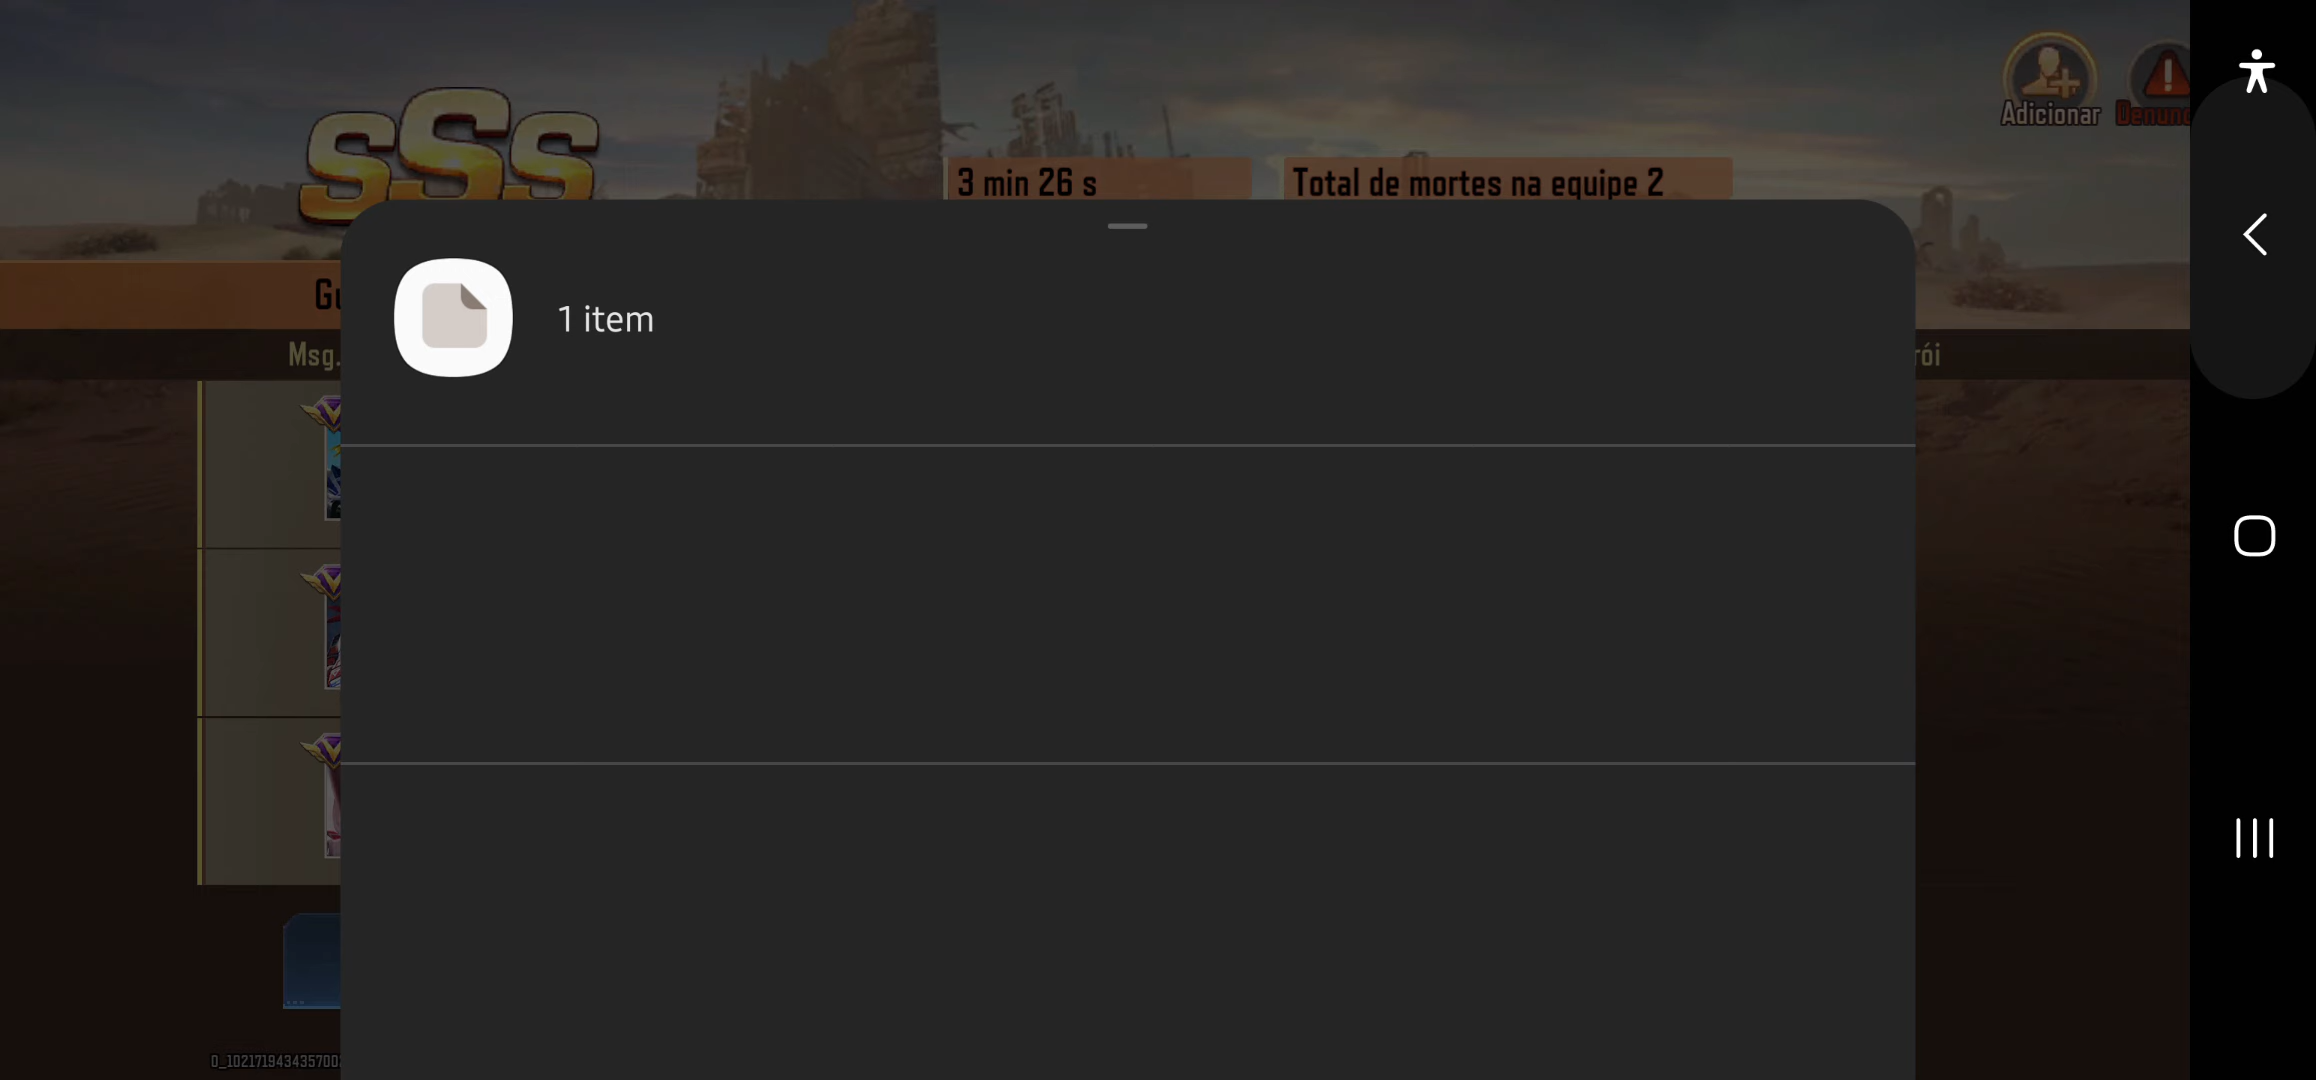 sSs
Adicionar
3 min 26 s
Total de mortes na equipe 2
1 item
Msg.